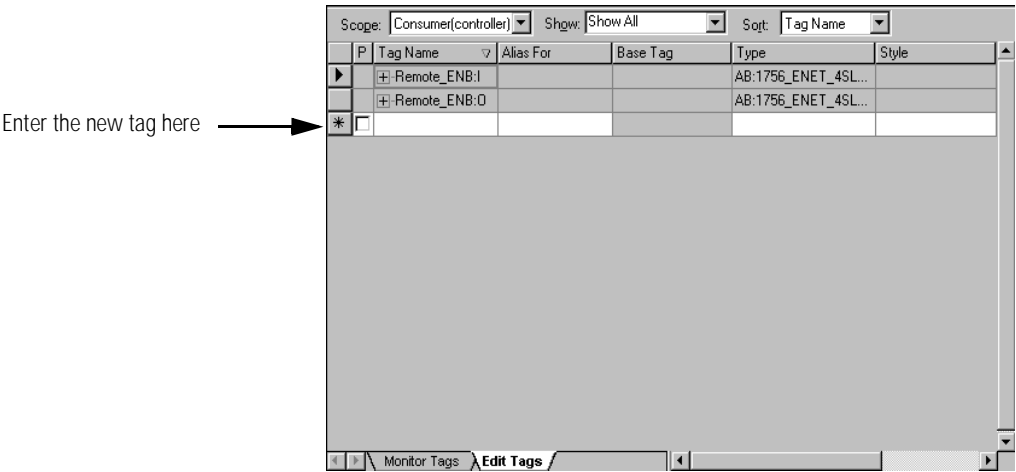 Scope: Consumer(controller) Show: Show All Sort: Tag Name
P Tag Name Alias For Base Tag Type Style
Remote_ENB:I AB:1756_ENET_4SL...
Remote_ENB:O AB:1756_ENET_4SL...
Enter the new tag here
Monitor Tags Edit Tags